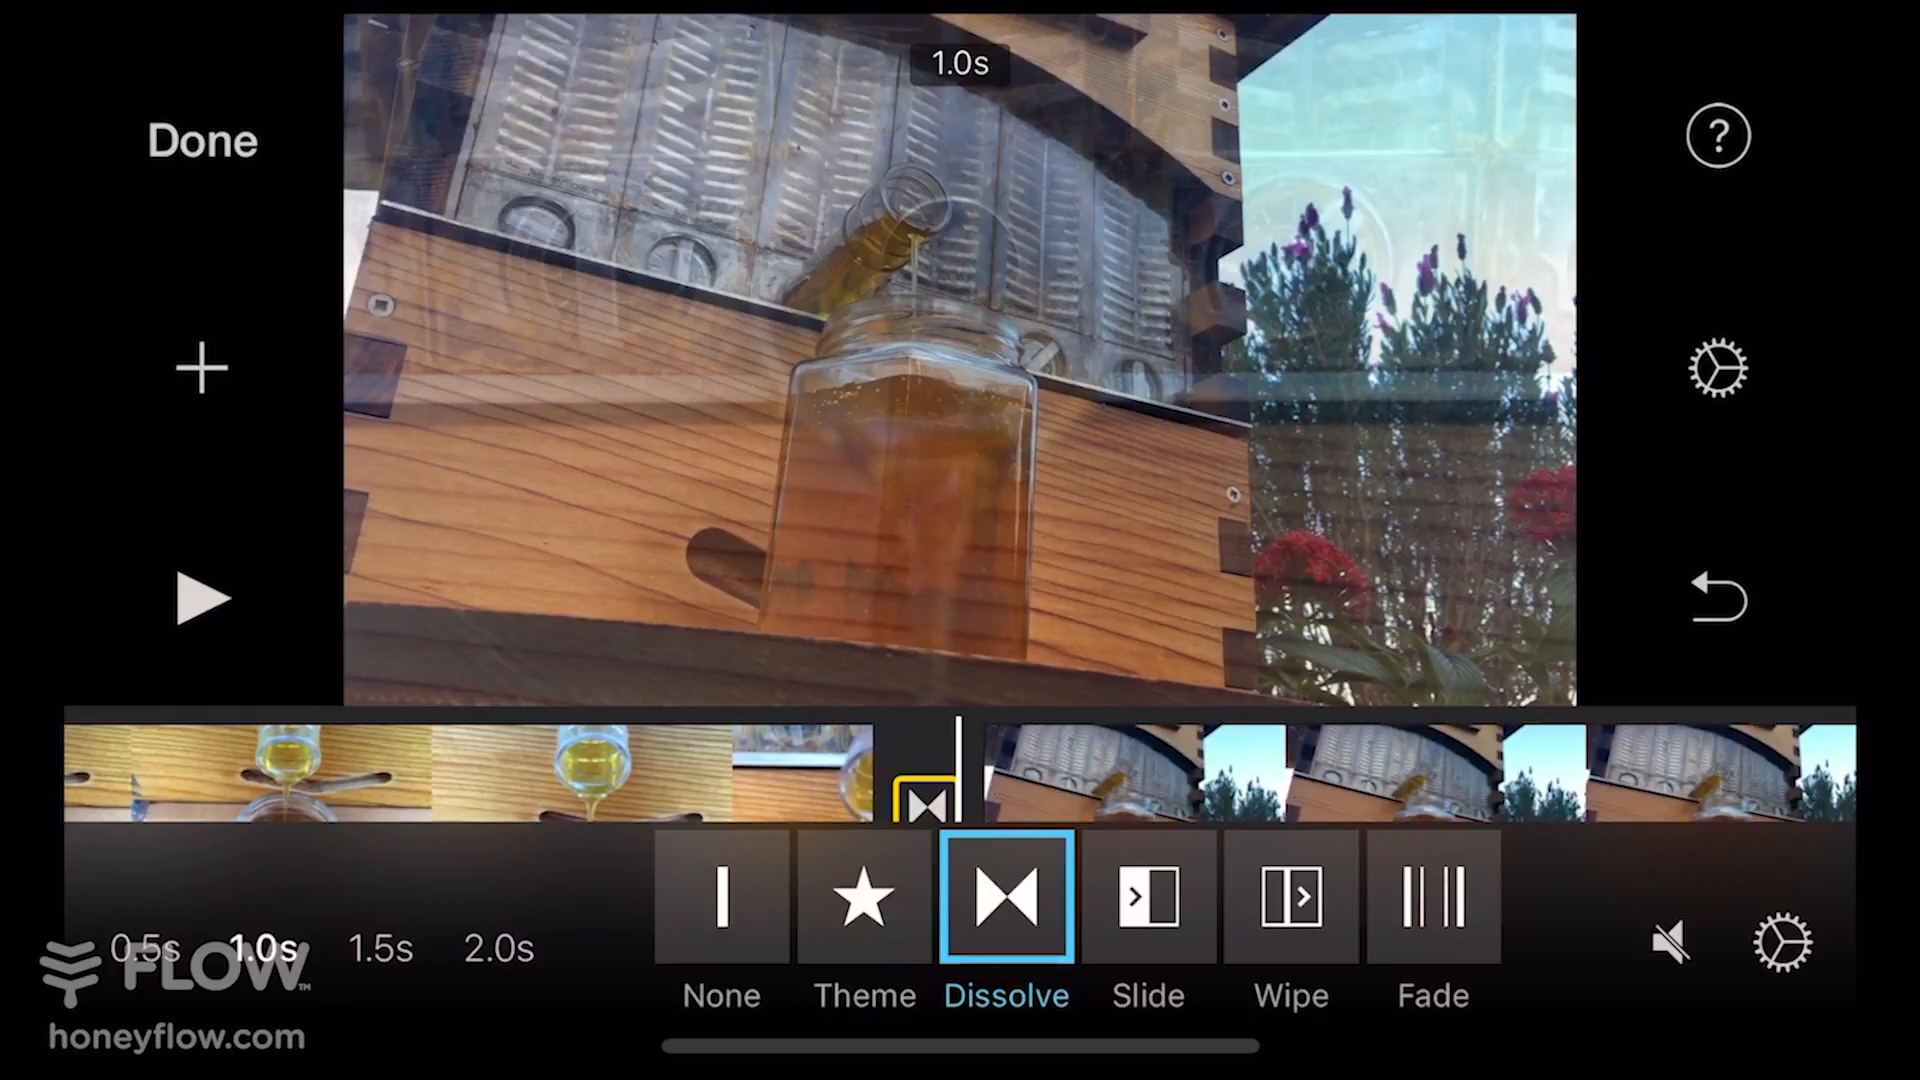 1.0s
Done
?
0.5s 1.0s 1.5s 2.0s
FLOW™
honeyflow.com
None Theme Dissolve Slide Wipe Fade